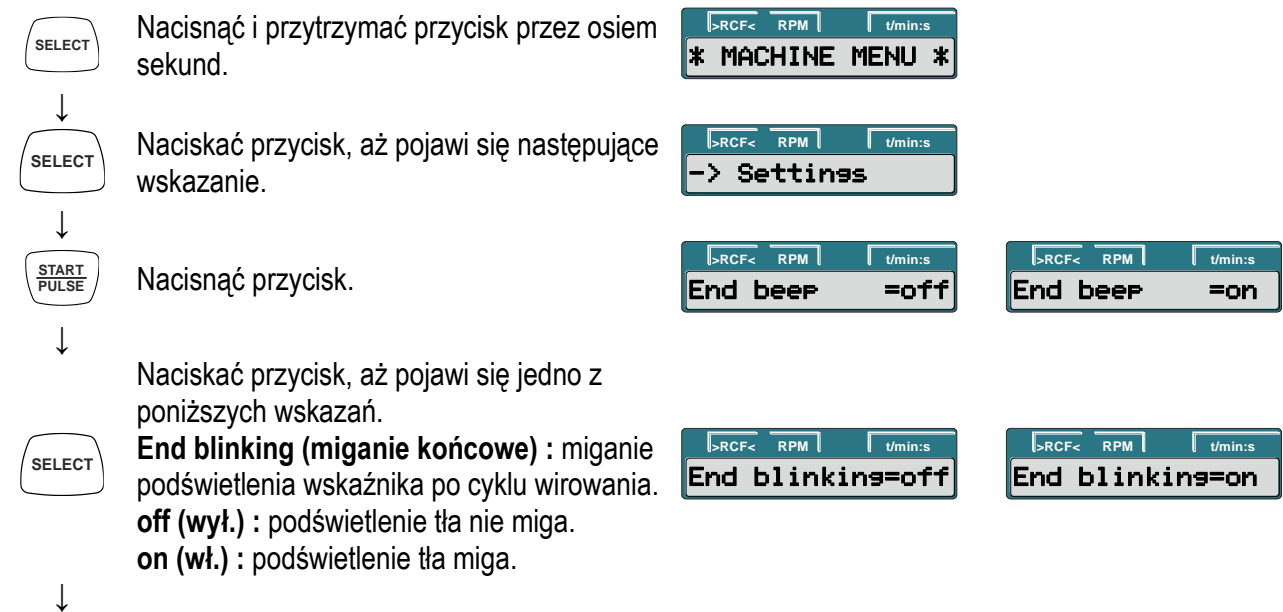 SELECT
Nacisnąć i przytrzymać przycisk przez osiem
sekund.
>RCF< RPM t/min:s
* MACHINE MENU *
↓
SELECT
Naciskać przycisk, aż pojawi się następujące
wskazanie.
>RCF< RPM t/min:s
-> Settings
↓
START
PULSE
Nacisnąć przycisk.
>RCF< RPM t/min:s
End beep =off
>RCF< RPM t/min:s
End beep =on
↓
SELECT
Naciskać przycisk, aż pojawi się jedno z
poniższych wskazań.
End blinking (miganie końcowe) : miganie
podświetlenia wskaźnika po cyklu wirowania.
off (wył.) : podświetlenie tła nie miga.
on (wł.) : podświetlenie tła miga.
>RCF< RPM t/min:s
End blinking=off
>RCF< RPM t/min:s
End blinking=on
↓